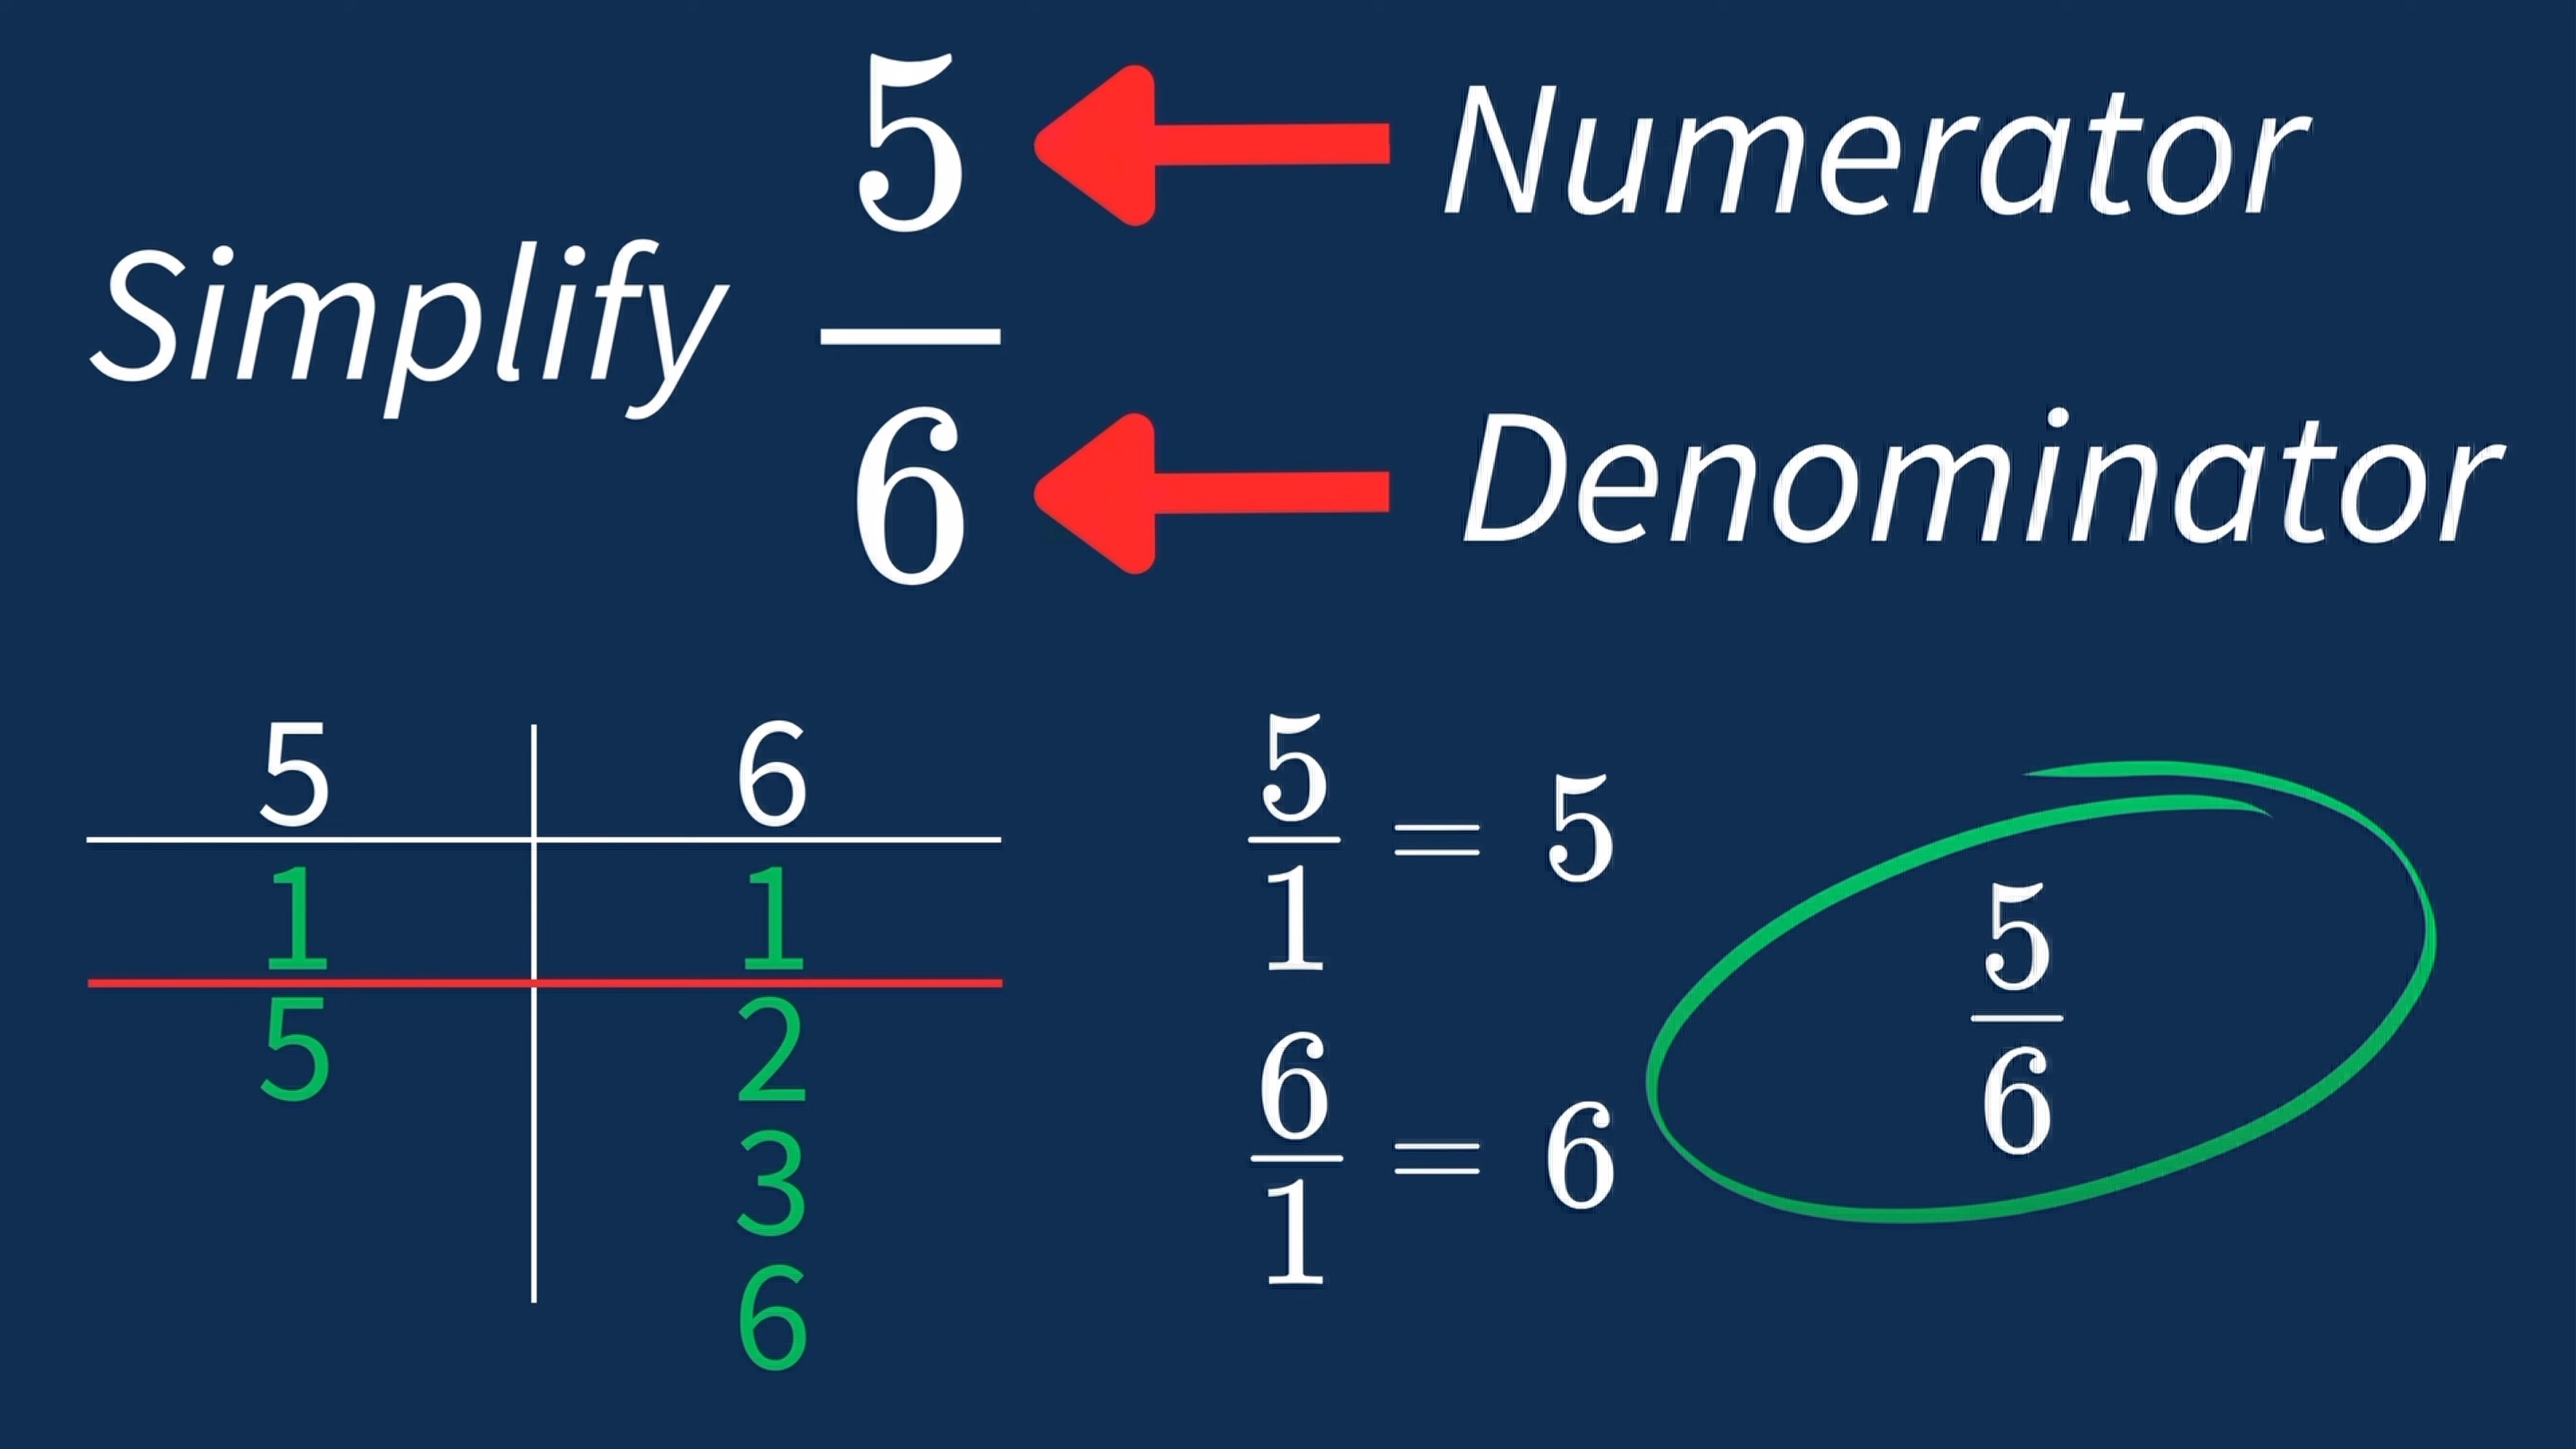 Simplify 5/6
Numerator
Denominator
5 6
1 1
5 2
3
6
5/1 = 5
6/1 = 6
5/6